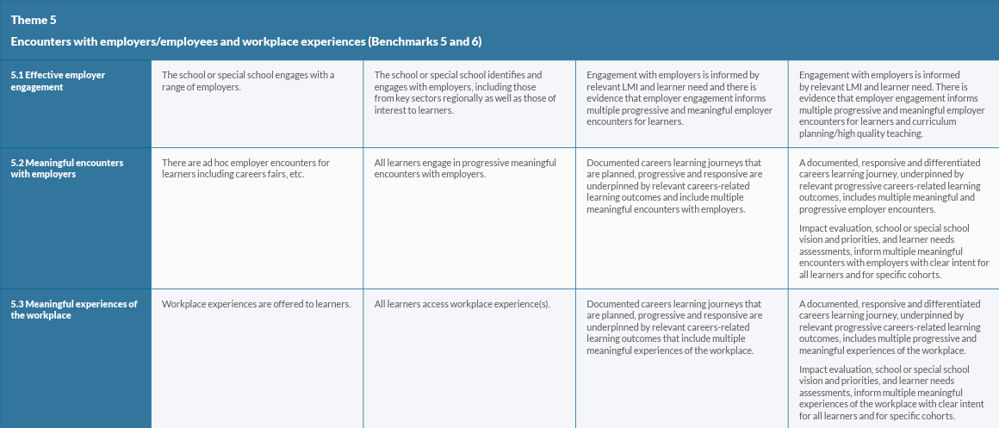 Theme 5
Encounters with employers/employees and workplace experiences (Benchmarks 5 and 6)
5.1 Effective employer
engagement
The school or special school engages with a
range of employers.
The school or special school identifies and
engages with employers, including those
from key sectors regionally as well as those of
interest to learners.
Engagement with employers is informed by
relevant LMI and learner need and there is
evidence that employer engagement informs
multiple progressive and meaningful employer
encounters for learners.
Engagement with employers is informed
by relevant LMI and learner need. There is
evidence that employer engagement informs
multiple progressive and meaningful employer
encounters for learners and curriculum
planning/high quality teaching.
5.2 Meaningful encounters
with employers
There are ad hoc employer encounters for
learners including careers fairs, etc.
All learners engage in progressive meaningful
encounters with employers.
Documented careers learning journeys that
are planned, progressive and responsive are
underpinned by relevant careers-related
learning outcomes and include multiple
meaningful encounters with employers.
A documented, responsive and differentiated
careers learning journey, underpinned by
relevant progressive careers-related learning
outcomes, includes multiple meaningful and
progressive employer encounters.
Impact evaluation, school or special school
vision and priorities, and learner needs
assessments, inform multiple meaningful
encounters with employers with clear intent for
all learners and for specific cohorts.
5.3 Meaningful experiences of
the workplace
Workplace experiences are offered to learners.
All learners access workplace experience(s).
Documented careers learning journeys that
are planned, progressive and responsive are
underpinned by relevant careers-related
learning outcomes that include multiple
meaningful experiences of the workplace.
A documented, responsive and differentiated
careers learning journey, underpinned by
relevant progressive careers-related learning
outcomes, includes multiple progressive and
meaningful experiences of the workplace.
Impact evaluation, school or special school
vision and priorities, and learner needs
assessments, inform multiple meaningful
experiences of the workplace with clear intent
for all learners and for specific cohorts.